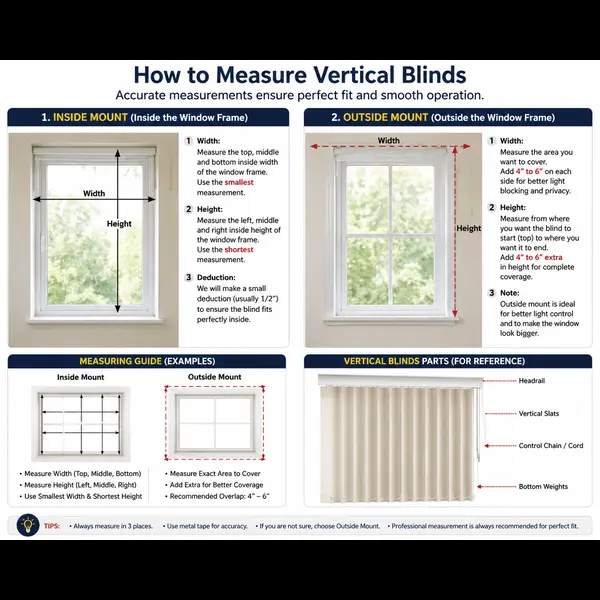 How to Measure Vertical Blinds
Accurate measurements ensure perfect fit and smooth operation.
1. INSIDE MOUNT (Inside the Window Frame)
Width
Height
1 Width:
Measure the top, middle
and bottom inside width
of the window frame.
Use the smallest
measurement.
2 Height:
Measure the left, middle
and right inside height of
the window frame.
Use the shortest
measurement.
3 Deduction:
We will make a small
deduction (usually 1/2")
to ensure the blind fits
perfectly inside.
2. OUTSIDE MOUNT (Outside the Window Frame)
Width
Height
1 Width:
Measure the area you
want to cover.
Add 4" to 6" on each
side for better light
blocking and privacy.
2 Height:
Measure from where
you want the blind to
start (top) to where you
want it to end.
Add 4" to 6" extra
in height for complete
coverage.
3 Note:
Outside mount is ideal
for better light control
and to make the window
look bigger.
MEASURING GUIDE (EXAMPLES)
Inside Mount
• Measure Width (Top, Middle, Bottom)
• Measure Height (Left, Middle, Right)
• Use Smallest Width & Shortest Height
Outside Mount
• Measure Exact Area to Cover
• Add Extra for Better Coverage
• Recommended Overlap: 4" – 6"
VERTICAL BLINDS PARTS (FOR REFERENCE)
Headrail
Vertical Slats
Control Chain / Cord
Bottom Weights
TIPS: • Always measure in 3 places. • Use metal tape for accuracy. • If you are not sure, choose Outside Mount. • Professional measurement is always recommended for perfect fit.